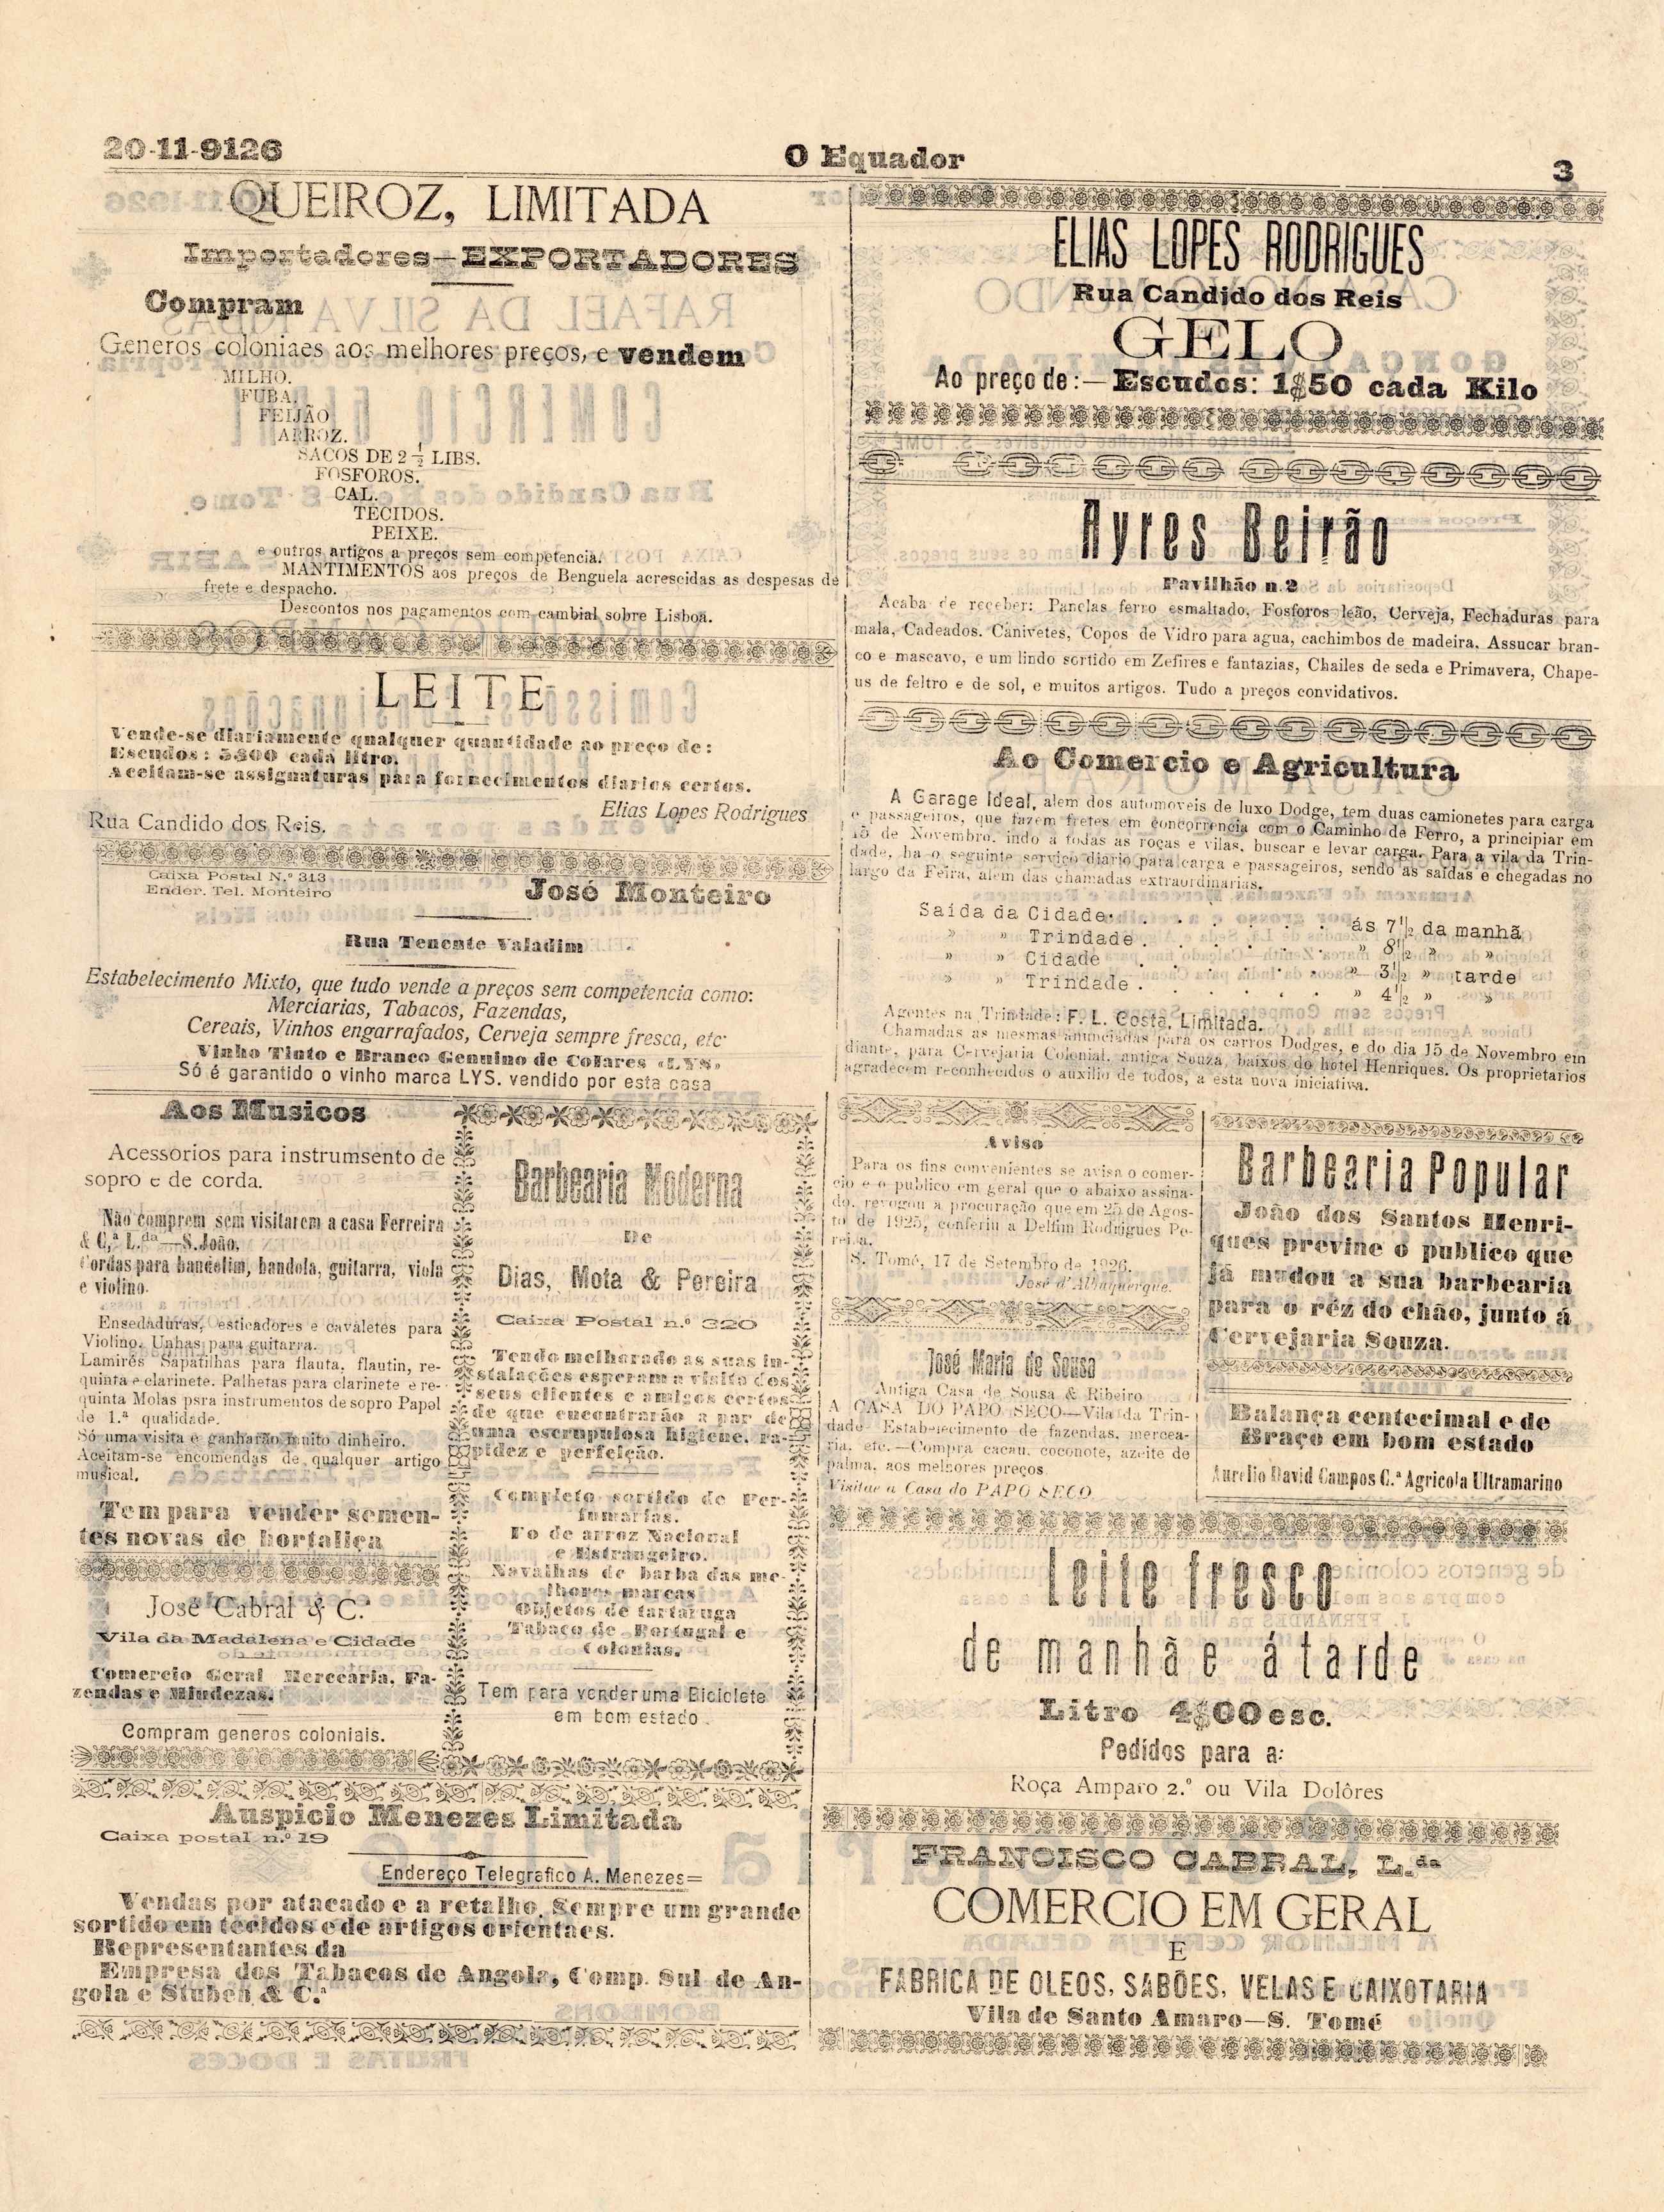 20-11-9126
O Equador
3
QUEIROZ, LIMITADA
Importadores—EXPORTADORES
Compram
Generos coloniaes aos melhores preços, e vendem
MILHO.
FUBA.
FEIJÃO
ARROZ.
SACOS DE 2 ½ LIBS.
FOSFOROS.
CAL.
TECIDOS.
PEIXE.
e outros artigos a preços sem competencia.
MANTIMENTOS aos preços de Benguela acrescidas as despesas de
frete e despacho.
Descontos nos pagamentos com cambial sobre Lisboa.
LEITE
Vende-se diariamente qualquer quantidade ao preço de:
Escudos: 5$00 cada litro.
Aceitam-se assignaturas para fornecimentos diarios certos.
Elias Lopes Rodrigues
Rua Candido dos Reis.
Caixa Postal N.º 313
Ender. Tel. Monteiro
José Monteiro
Rua Tenente Valadim
Estabelecimento Mixto, que tudo vende a preços sem competencia como:
Merciarias, Tabacos, Fazendas,
Cereais, Vinhos engarrafados, Cerveja sempre fresca, etc.
Vinho Tinto e Branco Genuino de Colares «LYS»
Só é garantido o vinho marca LYS. vendido por esta casa
Aos Musicos
Acessorios para instrumsento de
sopro e de corda.
Não comprem sem visitarem a casa Ferreira
& C,ª L.da—S.João.
Cordas para bandolim, bandola, guitarra, viola
e violino.
Ensedaduras, esticadores e cavaletes para
Violino. Unhas para guitarra.
Lamirés Sapatilhas para flauta, flautin, re-
quinta e clarinete. Palhetas para clarinete e re-
quinta Molas psra instrumentos de sopro Papel
de 1.ª qualidade.
Só uma visita e ganharão muito dinheiro.
Aceitam-se encomendas de qualquer artigo
musical.
Tem para vender semen-
tes novas de hortaliça
José Cabral & C.ª
Vila da Madalena e Cidade
Comercio Geral Mercearia, Fa-
zendas e Miudezas.
Compram generos coloniais.
Barbearia Moderna
De
Dias, Mota & Pereira
Caixa Postal n.º 320
Tendo melhorado as suas in-
stalações esperam a visita dos
seus clientes e amigos certos
de que encontrarão a par de
uma escrupulosa higiene, ra-
pidez e perfeição.
Completo sortido de Per-
fumarias.
Po de arroz Nacional
e Estrangeiro.
Navalhas de barba das me-
lhores marcas
Objetos de tartaruga
Tabaco de Portugal e
Colonias.
Tem para vender uma Biciclete
em bom estado.
Auspicio Menezes Limitada
Caixa postal n.º 19
Endereço Telegrafico A. Menezes=
Vendas por atacado e a retalho. Sempre um grande
sortido em tecidos e de artigos orientaes.
Representantes da
Empresa dos Tabacos de Angola, Comp. Sul de An-
gola e Stuben & C.ª
ELIAS LOPES RODRIGUES
Rua Candido dos Reis
GELO
Ao preço de:— Escudos: 1$50 cada Kilo
Ayres Beirão
Pavilhão n.2
Acaba de receber: Panelas ferro esmaltado, Fosforos leão, Cerveja, Fechaduras para
mala, Cadeados. Canivetes, Copos de Vidro para agua, cachimbos de madeira. Assucar bran-
co e mascavo, e um lindo sortido em Zefires e fantazias, Chailes de seda e Primavera, Chape-
us de feltro e de sol, e muitos artigos. Tudo a preços convidativos.
Ao Comercio e Agricultura
A Garage Ideal, alem dos automoveis de luxo Dodge, tem duas camionetes para carga
e passageiros, que fazem fretes em concorrencia com o Caminho de Ferro, a principiar em
15 de Novembro. indo a todas as roças e vilas, buscar e levar carga. Para a vila da Trin-
dade, ha o seguinte serviço diario para carga e passageiros, sendo as saidas e chegadas no
largo da Feira, alem das chamadas extraordinarias.
Saída da Cidade. . . . . . ás 7 1/2 da manhã
» » Trindade . . . . . . » 8 1/2 » »
» » Cidade . . . . . . » 3 1/2 » tarde
» » Trindade . . . . . . » 4 1/2 » »
Agentes na Trindade: F. L. Costa, Limitada.
Chamadas as mesmas anunciadas para os carros Dodges, e do dia 15 de Novembro em
diante, para Cervejaria Colonial, antiga Souza, baixos do hotel Henriques. Os proprietarios
agradecem reconhecidos o auxilio de todos, a esta nova iniciativa.
Aviso
Para os fins convenientes se avisa o comer-
cio e o publico em geral que o abaixo assina-
do, revogou a procuração que em 25 de Agos-
to de 1925, conferiu a Delfim Rodrigues Pe-
reira.
S. Tomé, 17 de Setembro de 1926.
José d'Albuquerque.
José Maria de Sousa
Antiga Casa de Sousa & Ribeiro
A CASA DO PAPO SECO—Vila da Trin-
dade Estabelecimento de fazendas, mercea-
ria, etc.—Compra cacau, coconote, azeite de
palma, aos melhores preços
Visitae a Casa do PAPO SECO
Barbearia Popular
João dos Santos Henri-
ques previne o publico que
já mudou a sua barbearia
para o réz do chão, junto á
Cervejaria Souza.
Balança centecimal e de
Braço em bom estado
Aurelio David Campos C.ª Agricola Ultramarino
Leite fresco
de manhã e á tarde
Litro 4$00 esc.
Pedidos para a:
Roça Amparo 2.º ou Vila Dolôres
FRANCISCO CABRAL, L.da
COMERCIO EM GERAL
E
FABRICA DE OLEOS, SABÕES, VELAS E CAIXOTARIA
Vila de Santo Amaro—S. Tomé